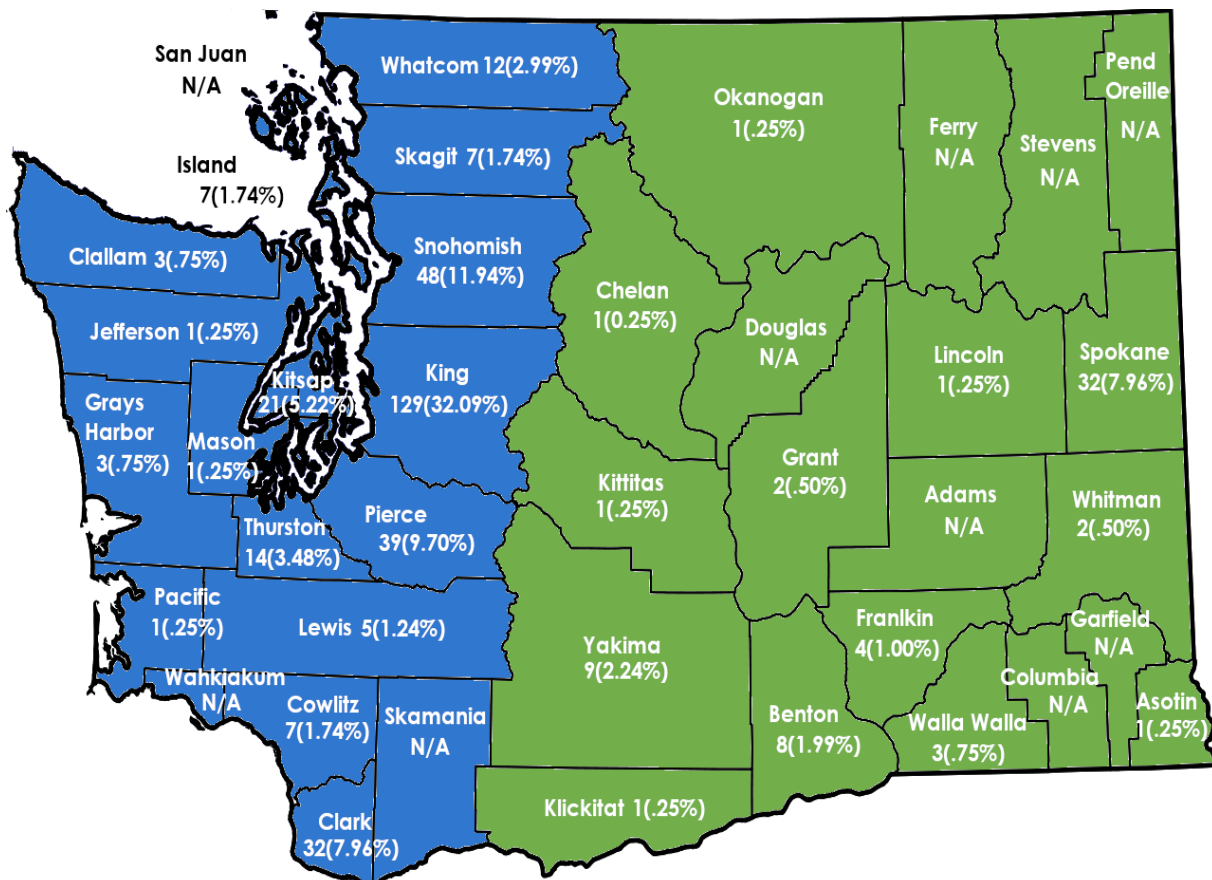 San Juan
N/A
Whatcom 12(2.99%)
Okanogan
1(.25%)
Ferry
N/A
Stevens
N/A
Pend
Oreille
N/A
Island
7(1.74%)
Skagit 7(1.74%)
Clallam 3(.75%)
Snohomish
48(11.94%)
Chelan
1(0.25%)
Douglas
N/A
Jefferson 1(.25%)
Kitsap
21(5.22%)
King
129(32.09%)
Lincoln
1(.25%)
Spokane
32(7.96%)
Grays
Harbor
3(.75%)
Mason
1(.25%)
Kittitas
1(.25%)
Grant
2(.50%)
Adams
N/A
Whitman
2(.50%)
Thurston
14(3.48%)
Pierce
39(9.70%)
Pacific
1(.25%)
Lewis 5(1.24%)
Yakima
9(2.24%)
Franlkin
4(1.00%)
Garfield
N/A
Wahkiakum
N/A
Cowlitz
7(1.74%)
Skamania
N/A
Benton
8(1.99%)
Walla Walla
3(.75%)
Columbia
N/A
Asotin
1(.25%)
Clark
32(7.96%)
Klickitat 1(.25%)